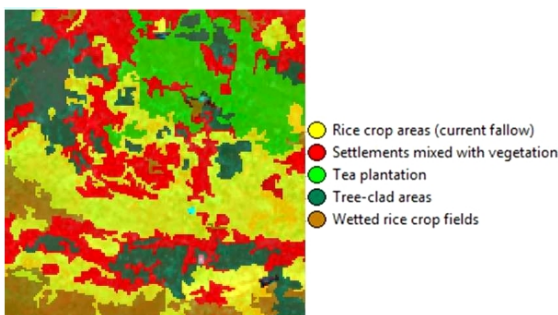 Rice crop areas (current fallow)
Settlements mixed with vegetation
Tea plantation
Tree-clad areas
Wetted rice crop fields